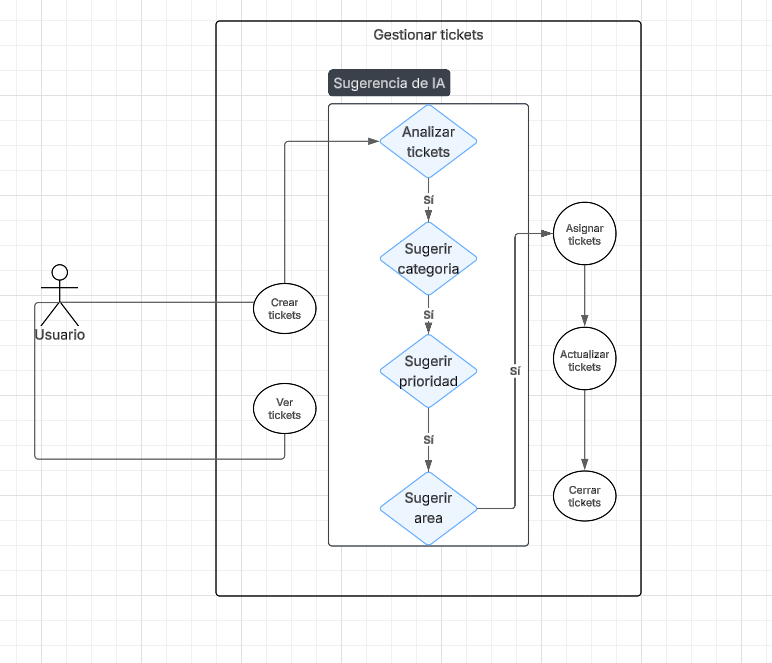 Gestionar tickets
Sugerencia de IA
Analizar
tickets
Sí
Sugerir
categoria
Sí
Sugerir
prioridad
Sí
Sugerir
area
Sí
Asignar
tickets
Actualizar
tickets
Cerrar
tickets
Usuario
Crear
tickets
Ver
tickets